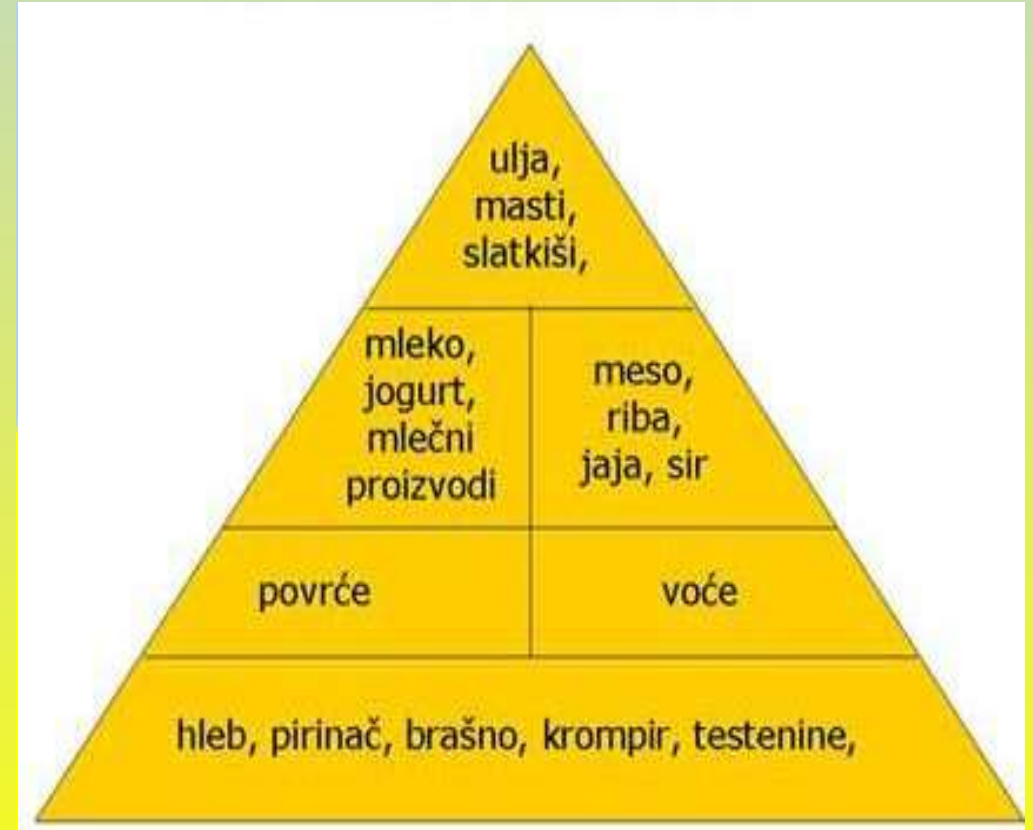 ulja,
masti,
slatkiši,
mleko,
jogurt,
mlečni
proizvodi
meso,
riba,
jaja, sir
povrće
voće
hleb, pirinač, brašno, krompir, testenine,